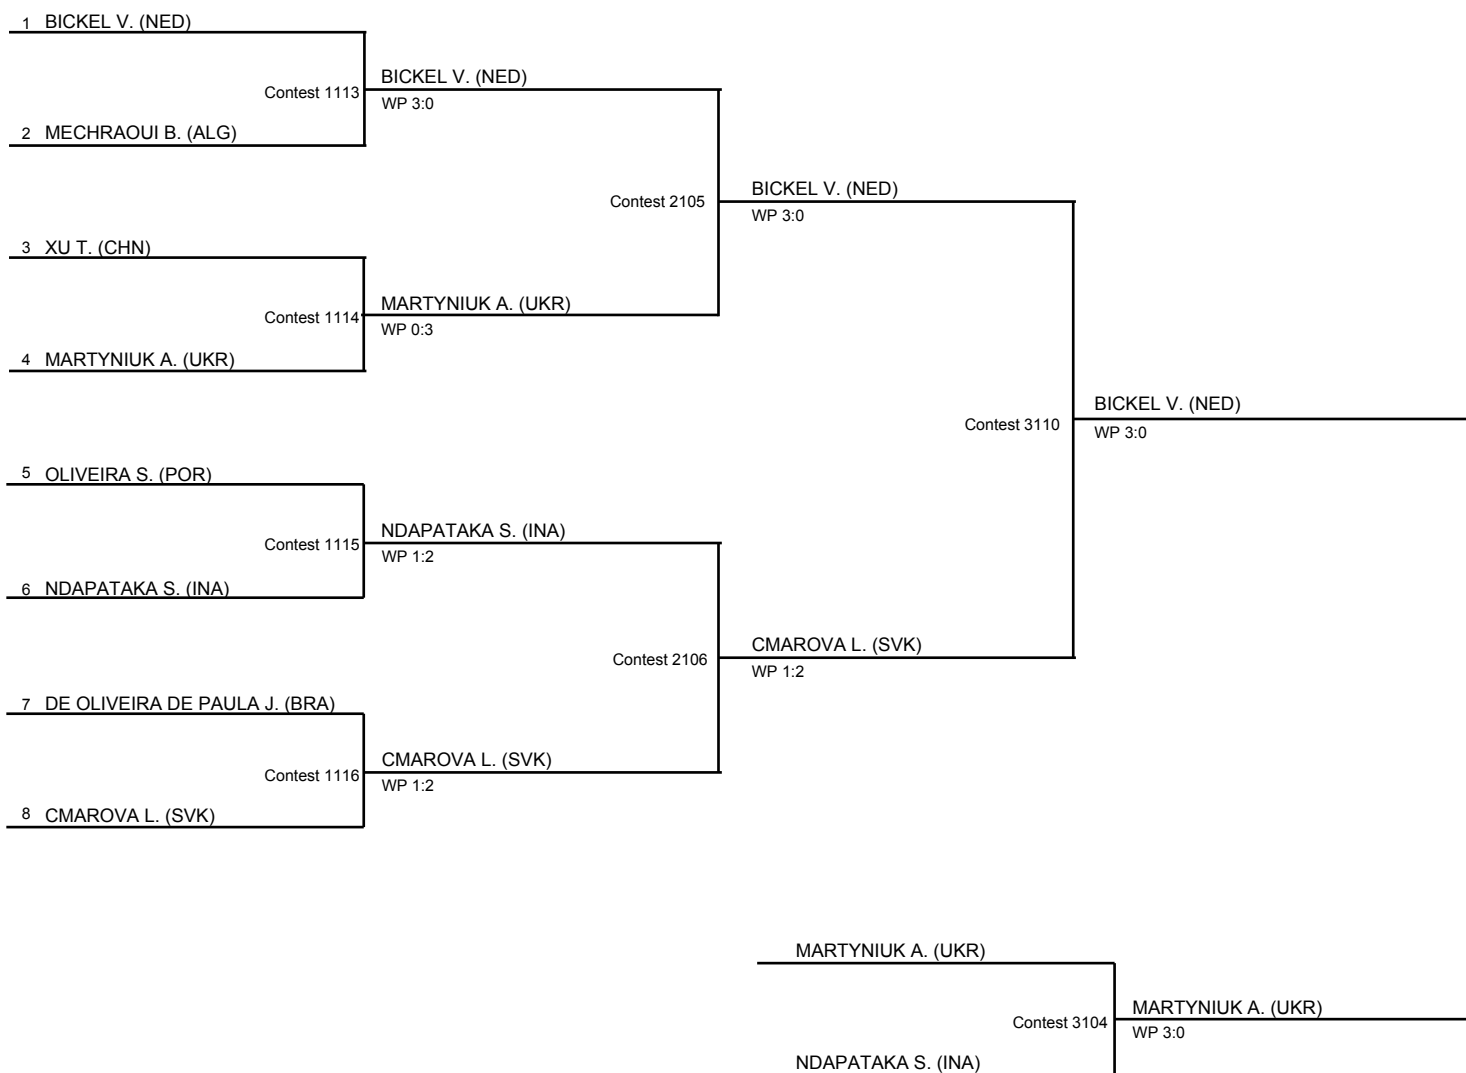 1 BICKEL V. (NED)
BICKEL V. (NED)
Contest 1113
WP 3:0
2 MECHRAOUI B. (ALG)
BICKEL V. (NED)
Contest 2105
WP 3:0
3 XU T. (CHN)
MARTYNIUK A. (UKR)
Contest 1114
WP 0:3
4 MARTYNIUK A. (UKR)
BICKEL V. (NED)
Contest 3110
WP 3:0
5 OLIVEIRA S. (POR)
NDAPATAKA S. (INA)
Contest 1115
WP 1:2
6 NDAPATAKA S. (INA)
CMAROVA L. (SVK)
Contest 2106
WP 1:2
7 DE OLIVEIRA DE PAULA J. (BRA)
CMAROVA L. (SVK)
Contest 1116
WP 1:2
8 CMAROVA L. (SVK)
MARTYNIUK A. (UKR)
MARTYNIUK A. (UKR)
Contest 3104
WP 3:0
NDAPATAKA S. (INA)